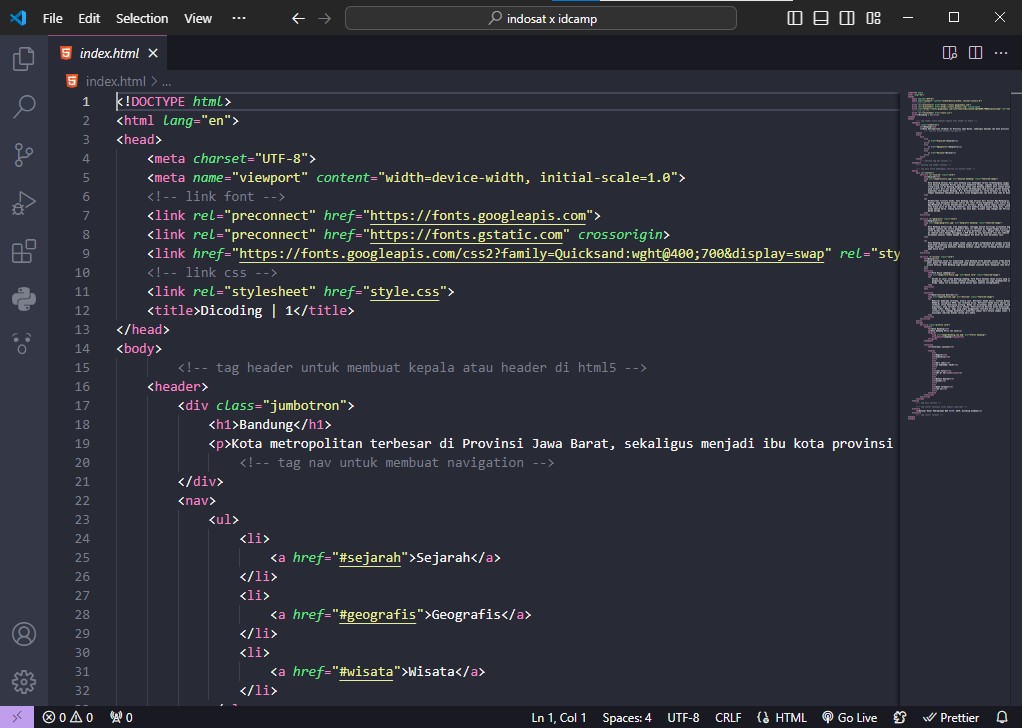 File Edit Selection View ··· indosat x idcamp
index.html
index.html > ...
1 <!DOCTYPE html>
2 <html lang="en">
3 <head>
4 <meta charset="UTF-8">
5 <meta name="viewport" content="width=device-width, initial-scale=1.0">
6 <!-- link font -->
7 <link rel="preconnect" href="https://fonts.googleapis.com">
8 <link rel="preconnect" href="https://fonts.gstatic.com" crossorigin>
9 <link href="https://fonts.googleapis.com/css2?family=Quicksand:wght@400;700&display=swap" rel="sty
10 <!-- link css -->
11 <link rel="stylesheet" href="style.css">
12 <title>Dicoding | 1</title>
13 </head>
14 <body>
15 <!-- tag header untuk membuat kepala atau header di html5 -->
16 <header>
17 <div class="jumbotron">
18 <h1>Bandung</h1>
19 <p>Kota metropolitan terbesar di Provinsi Jawa Barat, sekaligus menjadi ibu kota provinsi
20 <!-- tag nav untuk membuat navigation -->
21 </div>
22 <nav>
23 <ul>
24 <li>
25 <a href="#sejarah">Sejarah</a>
26 </li>
27 <li>
28 <a href="#geografis">Geografis</a>
29 </li>
30 <li>
31 <a href="#wisata">Wisata</a>
32 </li>
0 0 0 Ln 1, Col 1 Spaces: 4 UTF-8 CRLF HTML Go Live Prettier